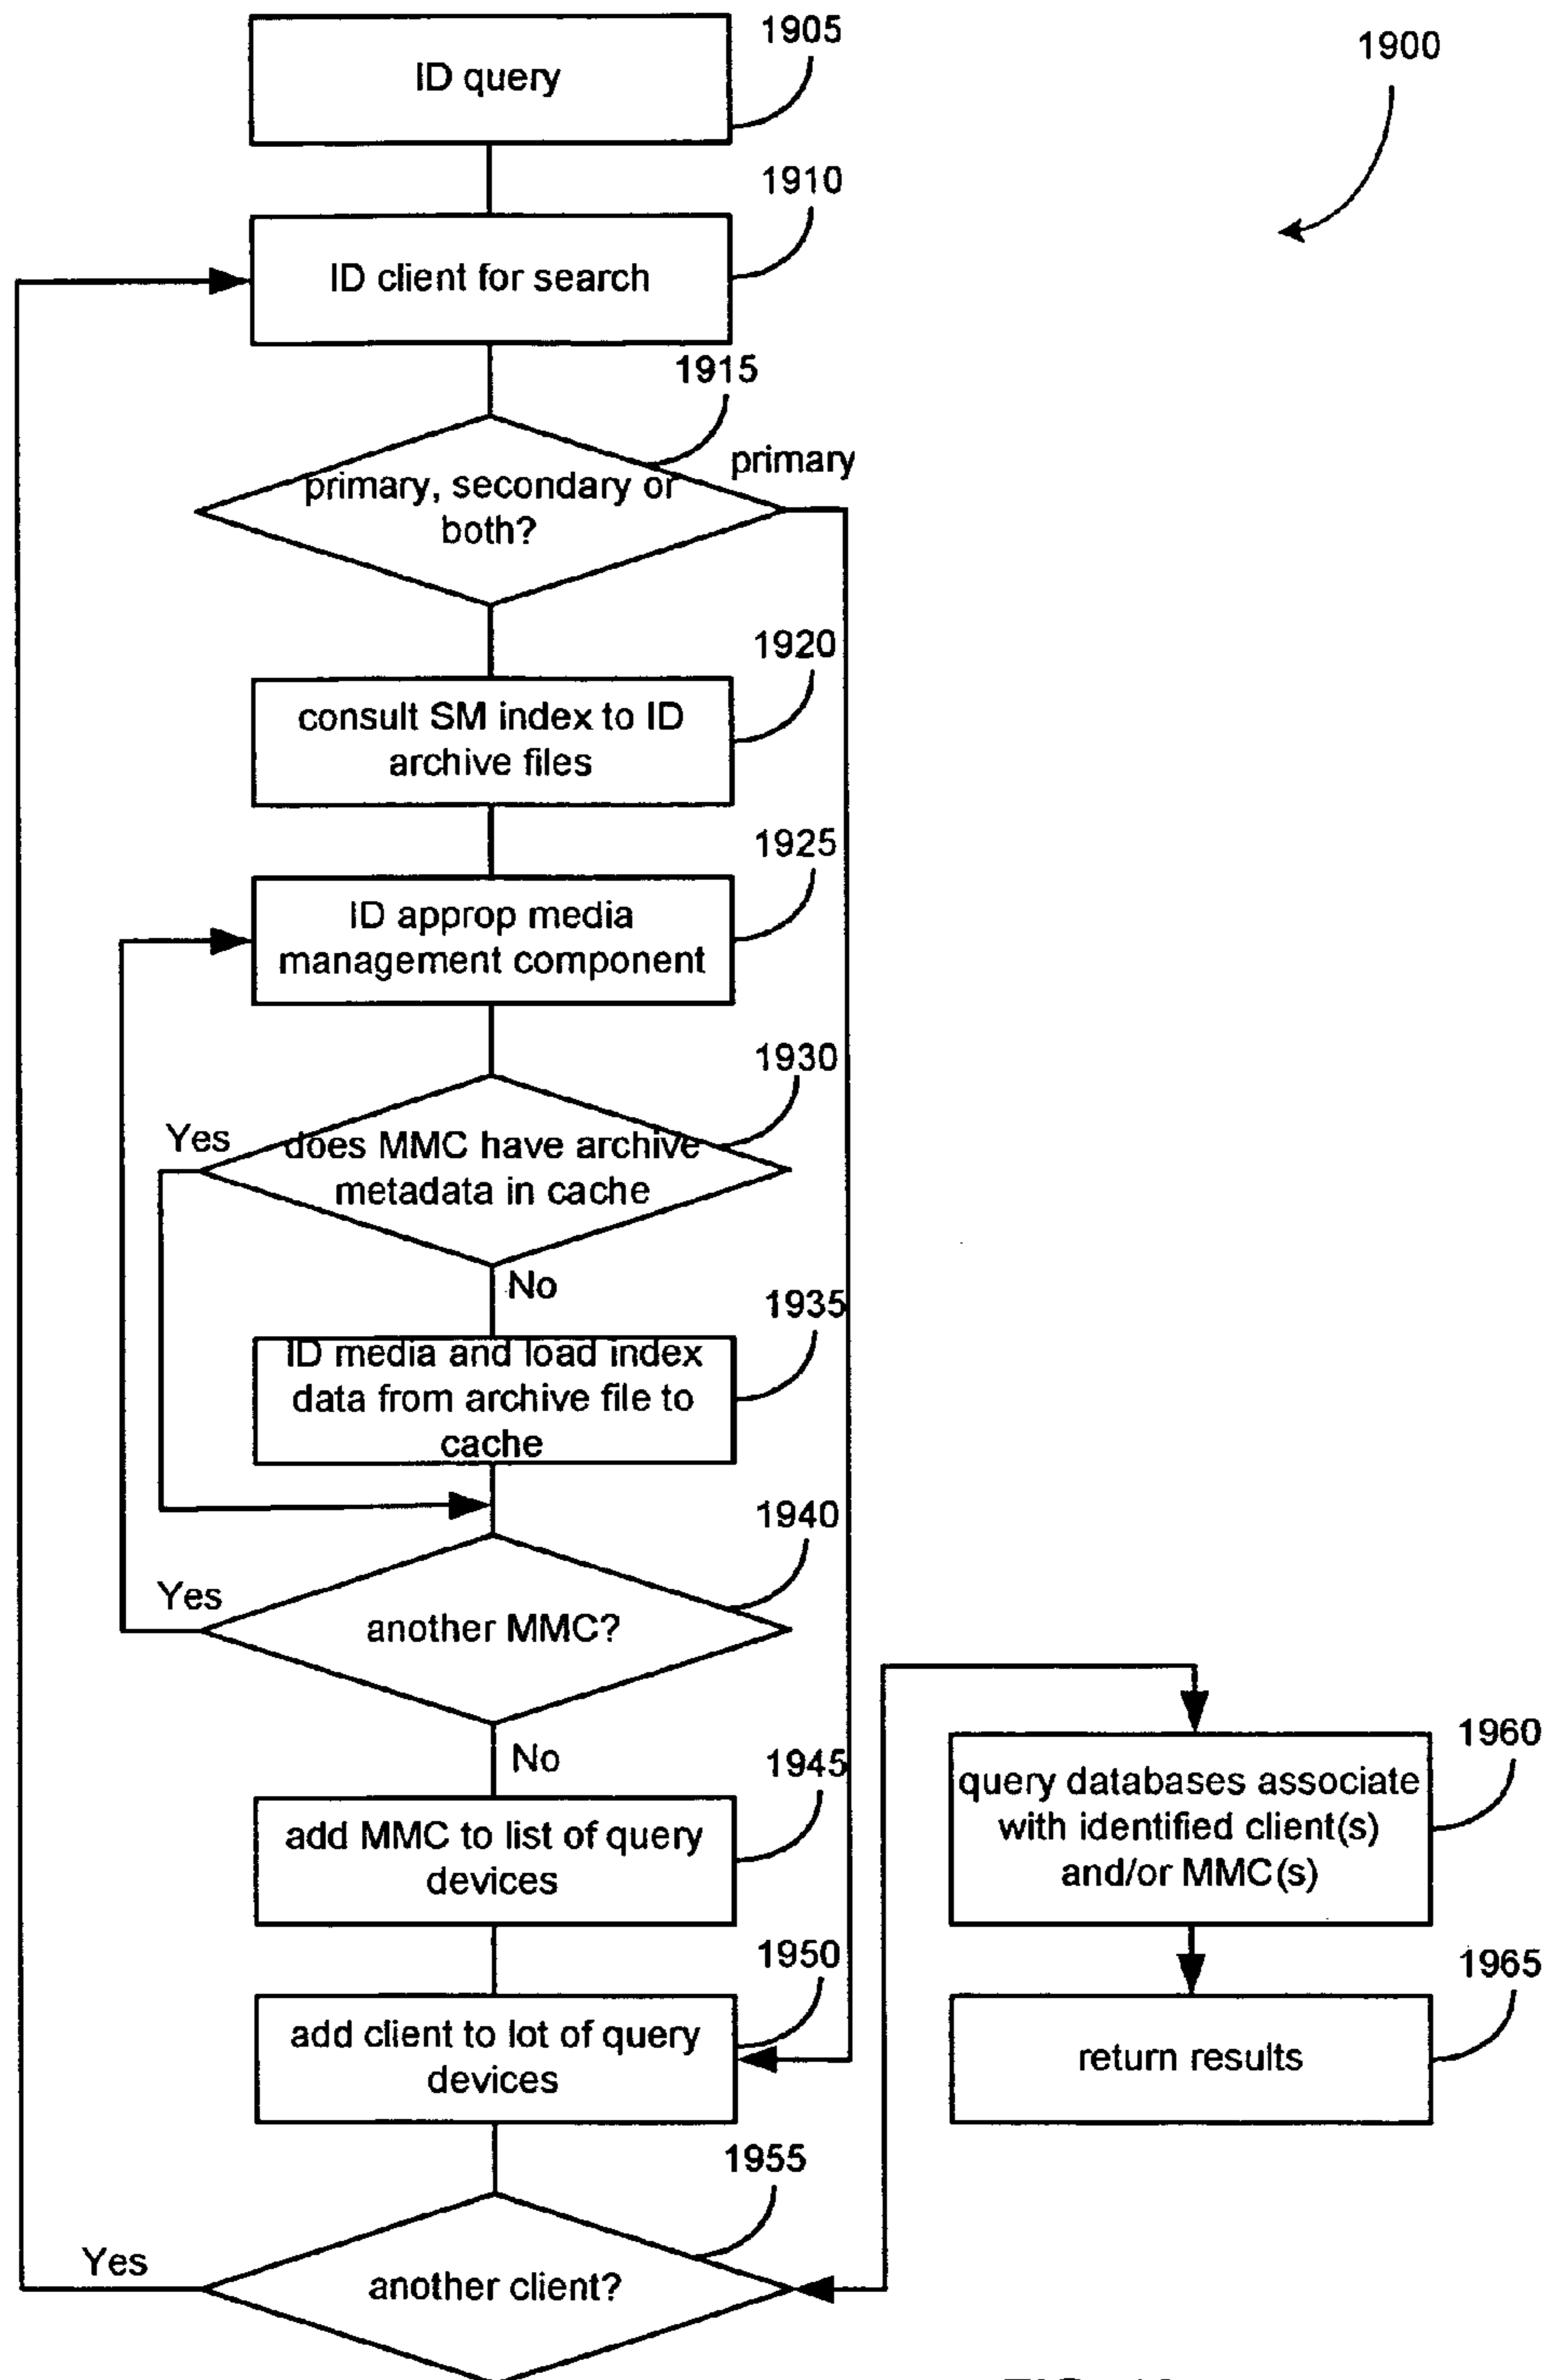 1905
ID query
1900
1910
ID client for search
1915
primary
primary, secondary or
both?
1920
consult SM index to ID
archive files
1925
ID approp media
management component
1930
Yes
does MMC have archive
metadata in cache
No
1935
ID media and load index
data from archive file to
cache
1940
Yes
another MMC?
No
1945
add MMC to list of query
devices
1950
add client to lot of query
devices
1955
Yes
another client?
1960
query databases associate
with identified client(s)
and/or MMC(s)
1965
return results